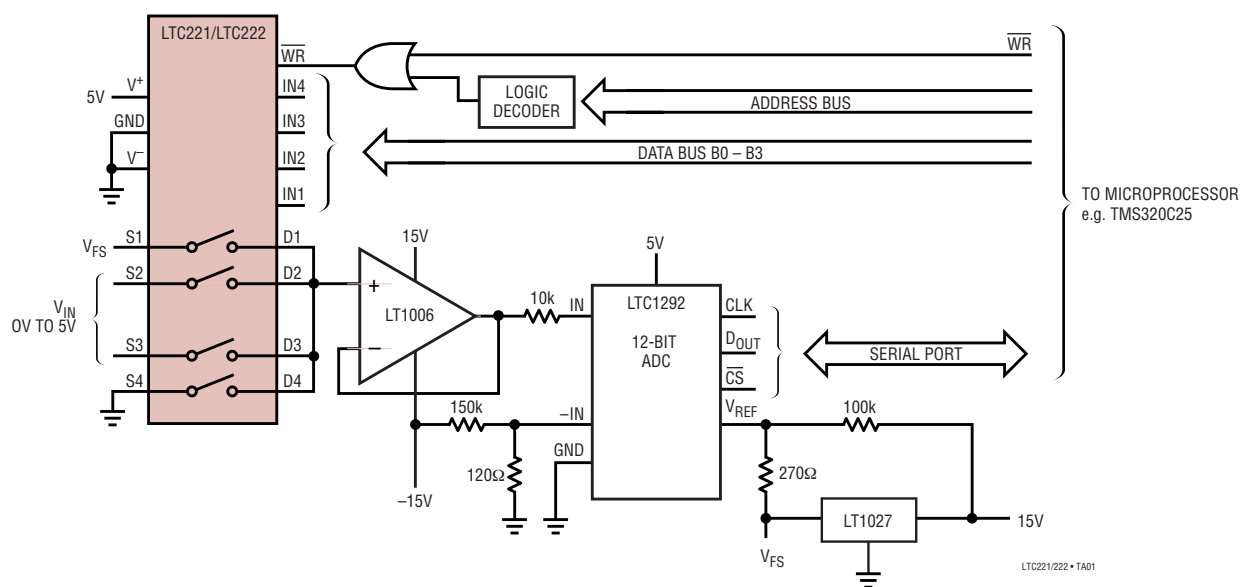 LTC221/LTC222
WR
WR
V+
5V
GND
V–
IN4
IN3
IN2
IN1
LOGIC
DECODER
ADDRESS BUS
DATA BUS B0 – B3
TO MICROPROCESSOR
e.g. TMS320C25
VFS
S1
D1
S2
D2
VIN
0V TO 5V
S3
D3
S4
D4
15V
+
LT1006
–
–15V
10k
150k
120Ω
5V
IN
LTC1292
12-BIT
ADC
–IN
GND
CLK
DOUT
CS
VREF
SERIAL PORT
100k
270Ω
LT1027
15V
VFS
LTC221/222 • TA01